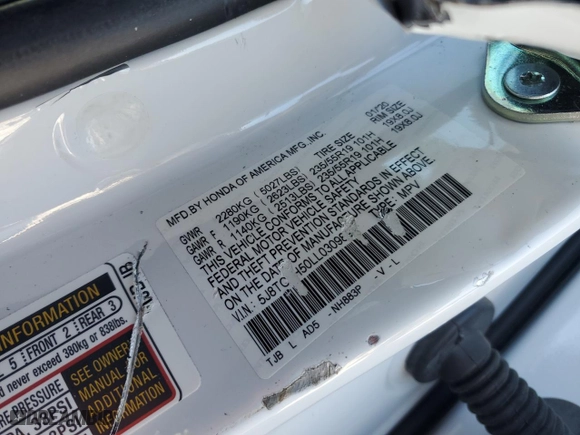 MFD.BY HONDA OF AMERICA MFG.,INC. 01/20
GVWR 2280KG (5027LBS) TIRE SIZE RIM SIZE
GAWR F 1190KG (2623LBS) 235/55R19 101H 19X8.0J
GAWR R 1140KG (2513LBS) 235/55R19 101H 19X8.0J
THIS VEHICLE CONFORMS TO ALL APPLICABLE
FEDERAL MOTOR VEHICLE SAFETY,
AND THEFT PREVENTION STANDARDS IN EFFECT
ON THE DATE OF MANUFACTURE SHOWN ABOVE.
V.I.N: 5J8TC TYPE: MPV
TJB L A05 -NH883P -V-L
INFORMATION
5 FRONT 2 REAR 3
never exceed 380kg or 838lbs.
PRESSURE
SEE OWNER'S
MANUAL FOR
ADDITIONAL
INFORMATION